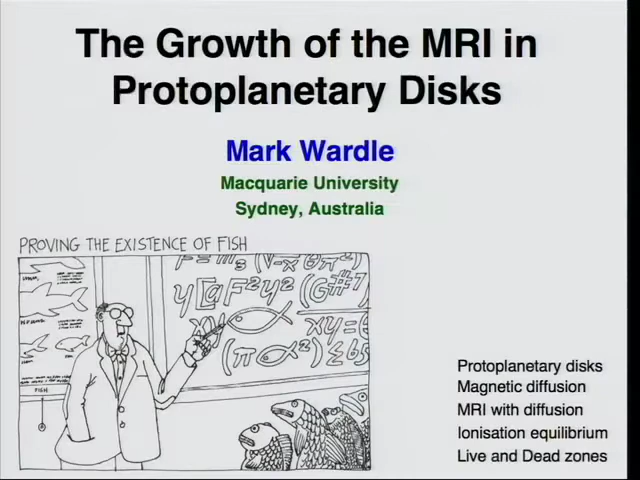 The Growth of the MRI in
Protoplanetary Disks
Mark Wardle
Macquarie University
Sydney, Australia
PROVING THE EXISTENCE OF FISH
FISH
Protoplanetary disks
Magnetic diffusion
MRI with diffusion
Ionisation equilibrium
Live and Dead zones